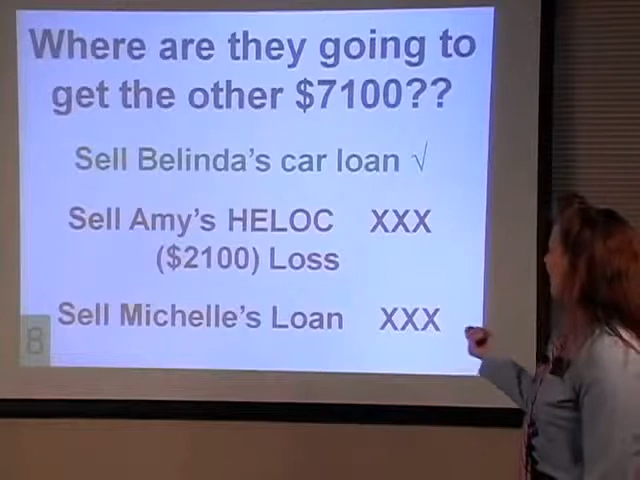 Where are they going to
get the other $7100??
Sell Belinda's car loan √
Sell Amy's HELOC XXX
($2100) Loss
Sell Michelle's Loan XXX
8